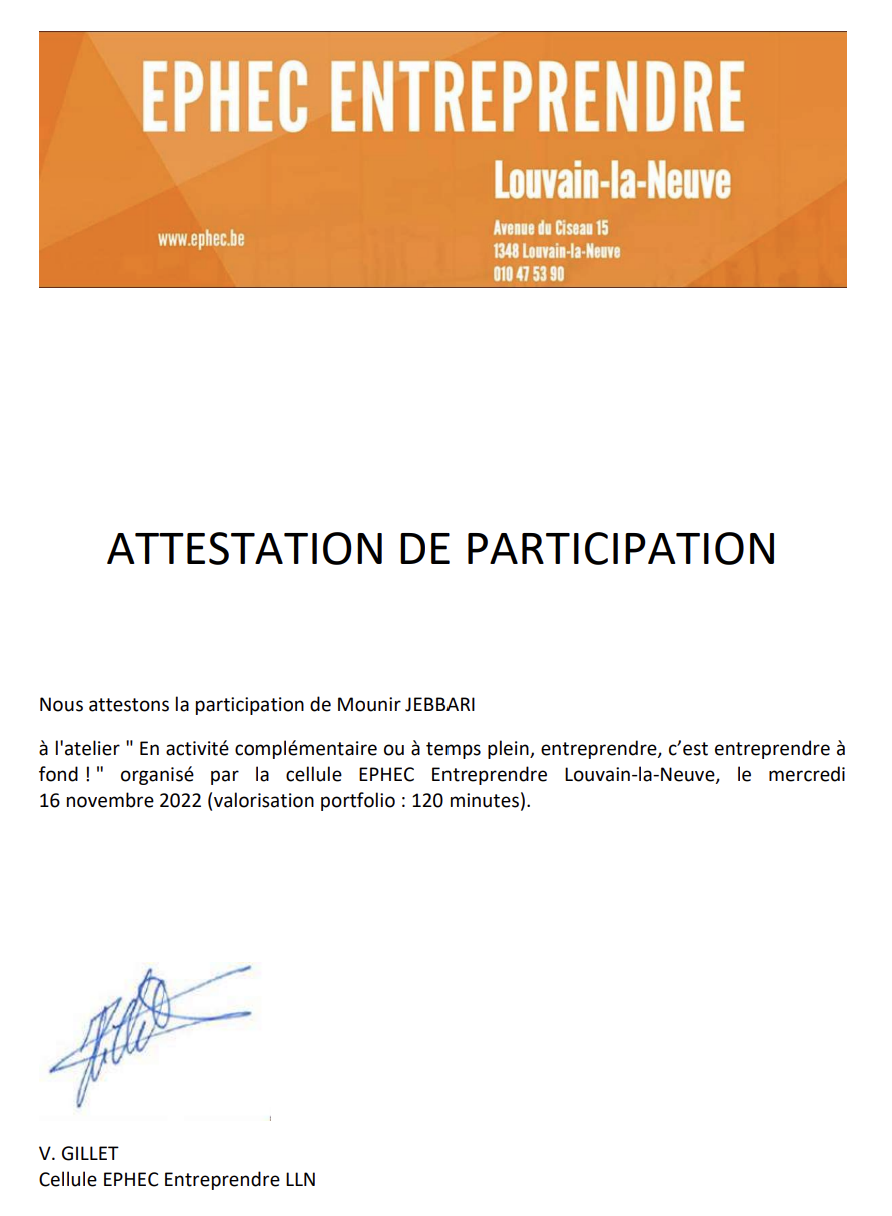 EPHEC ENTREPRENDRE
Louvain-la-Neuve
www.ephec.be
Avenue du Ciseau 15
1348 Louvain-la-Neuve
010 47 53 90
ATTESTATION DE PARTICIPATION
Nous attestons la participation de Mounir JEBBARI
à l'atelier " En activité complémentaire ou à temps plein, entreprendre, c’est entreprendre à
fond ! " organisé par la cellule EPHEC Entreprendre Louvain-la-Neuve, le mercredi
16 novembre 2022 (valorisation portfolio : 120 minutes).
V. GILLET
Cellule EPHEC Entreprendre LLN